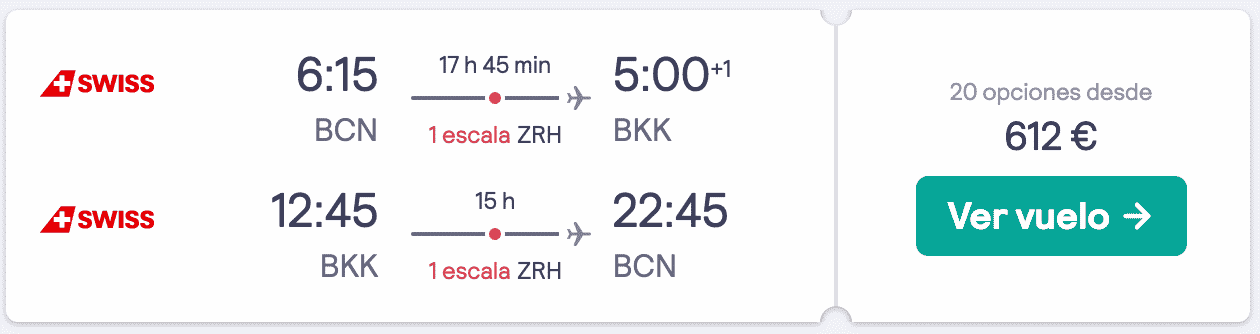 SWISS
6:15
17 h 45 min
5:00+1
BCN
1 escala ZRH
BKK
SWISS
12:45
15 h
22:45
BKK
1 escala ZRH
BCN
20 opciones desde
612 €
Ver vuelo →